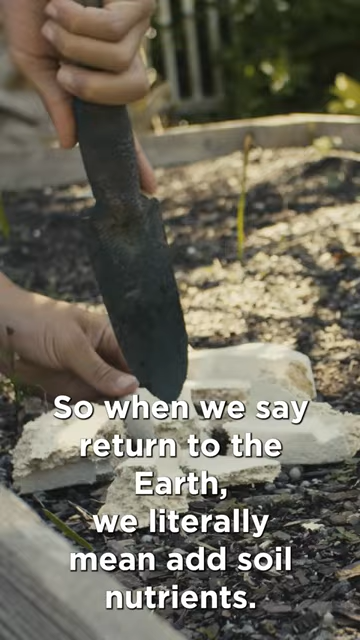 So when we say
return to the
Earth,
we literally
mean add soil
nutrients.